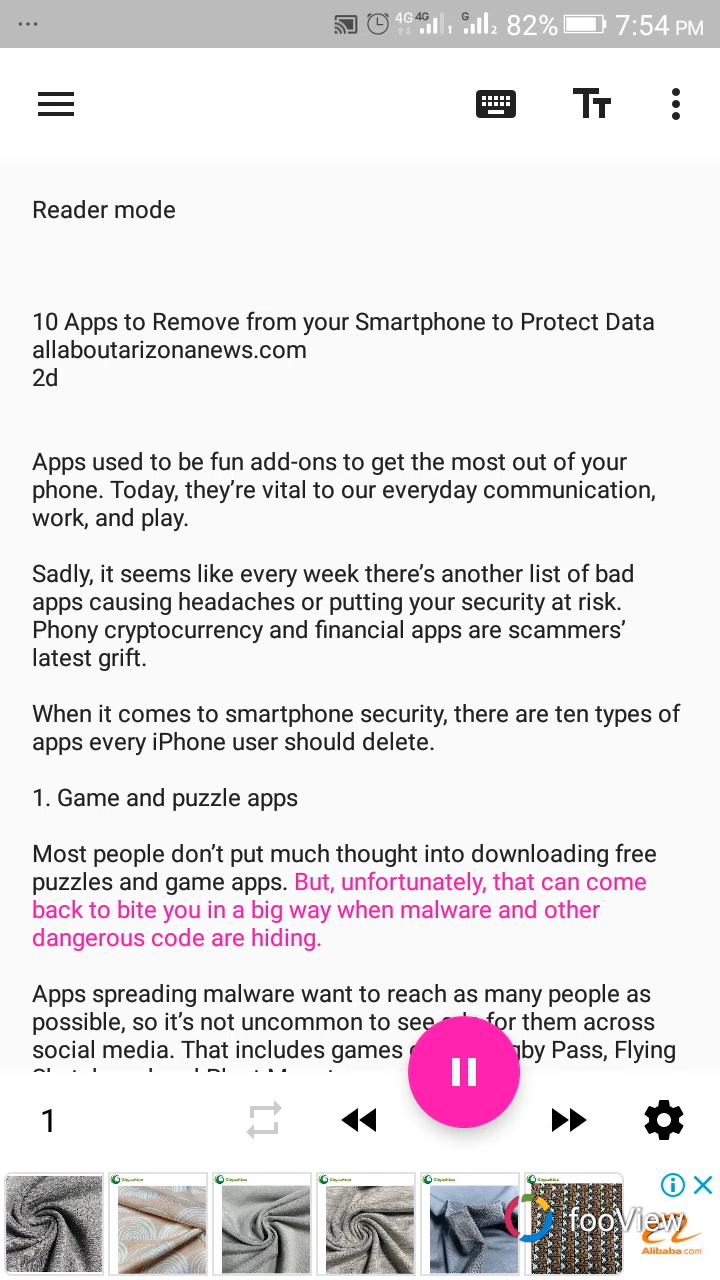 4G 4G 1 G 2 82% 7:54 PM
Reader mode
10 Apps to Remove from your Smartphone to Protect Data
allaboutarizonanews.com
2d
Apps used to be fun add-ons to get the most out of your
phone. Today, they’re vital to our everyday communication,
work, and play.
Sadly, it seems like every week there’s another list of bad
apps causing headaches or putting your security at risk.
Phony cryptocurrency and financial apps are scammers’
latest grift.
When it comes to smartphone security, there are ten types of
apps every iPhone user should delete.
1. Game and puzzle apps
Most people don’t put much thought into downloading free
puzzles and game apps. But, unfortunately, that can come
back to bite you in a big way when malware and other
dangerous code are hiding.
Apps spreading malware want to reach as many people as
possible, so it’s not uncommon to see for them across
social media. That includes games Pass, Flying
1
fooView
Alibaba.com